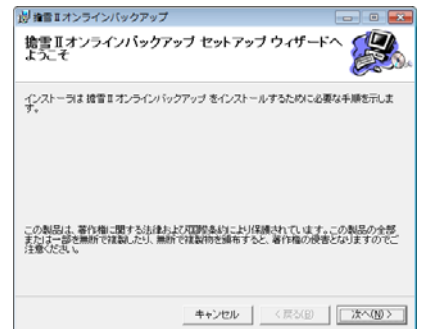 擔雪Ⅱオンラインバックアップ
擔雪Ⅱオンラインバックアップ セットアップ ウィザードへ
ようこそ
インストーラは 擔雪Ⅱオンラインバックアップ をインストールするために必要な手順を示しま
す。
この製品は、著作権に関する法律および国際条約により保護されています。この製品の全部
または一部を無断で複製したり、無断で複製物を頒布すると、著作権の侵害となりますのでご
注意ください。
キャンセル
< 戻る(B)
次へ(N) >